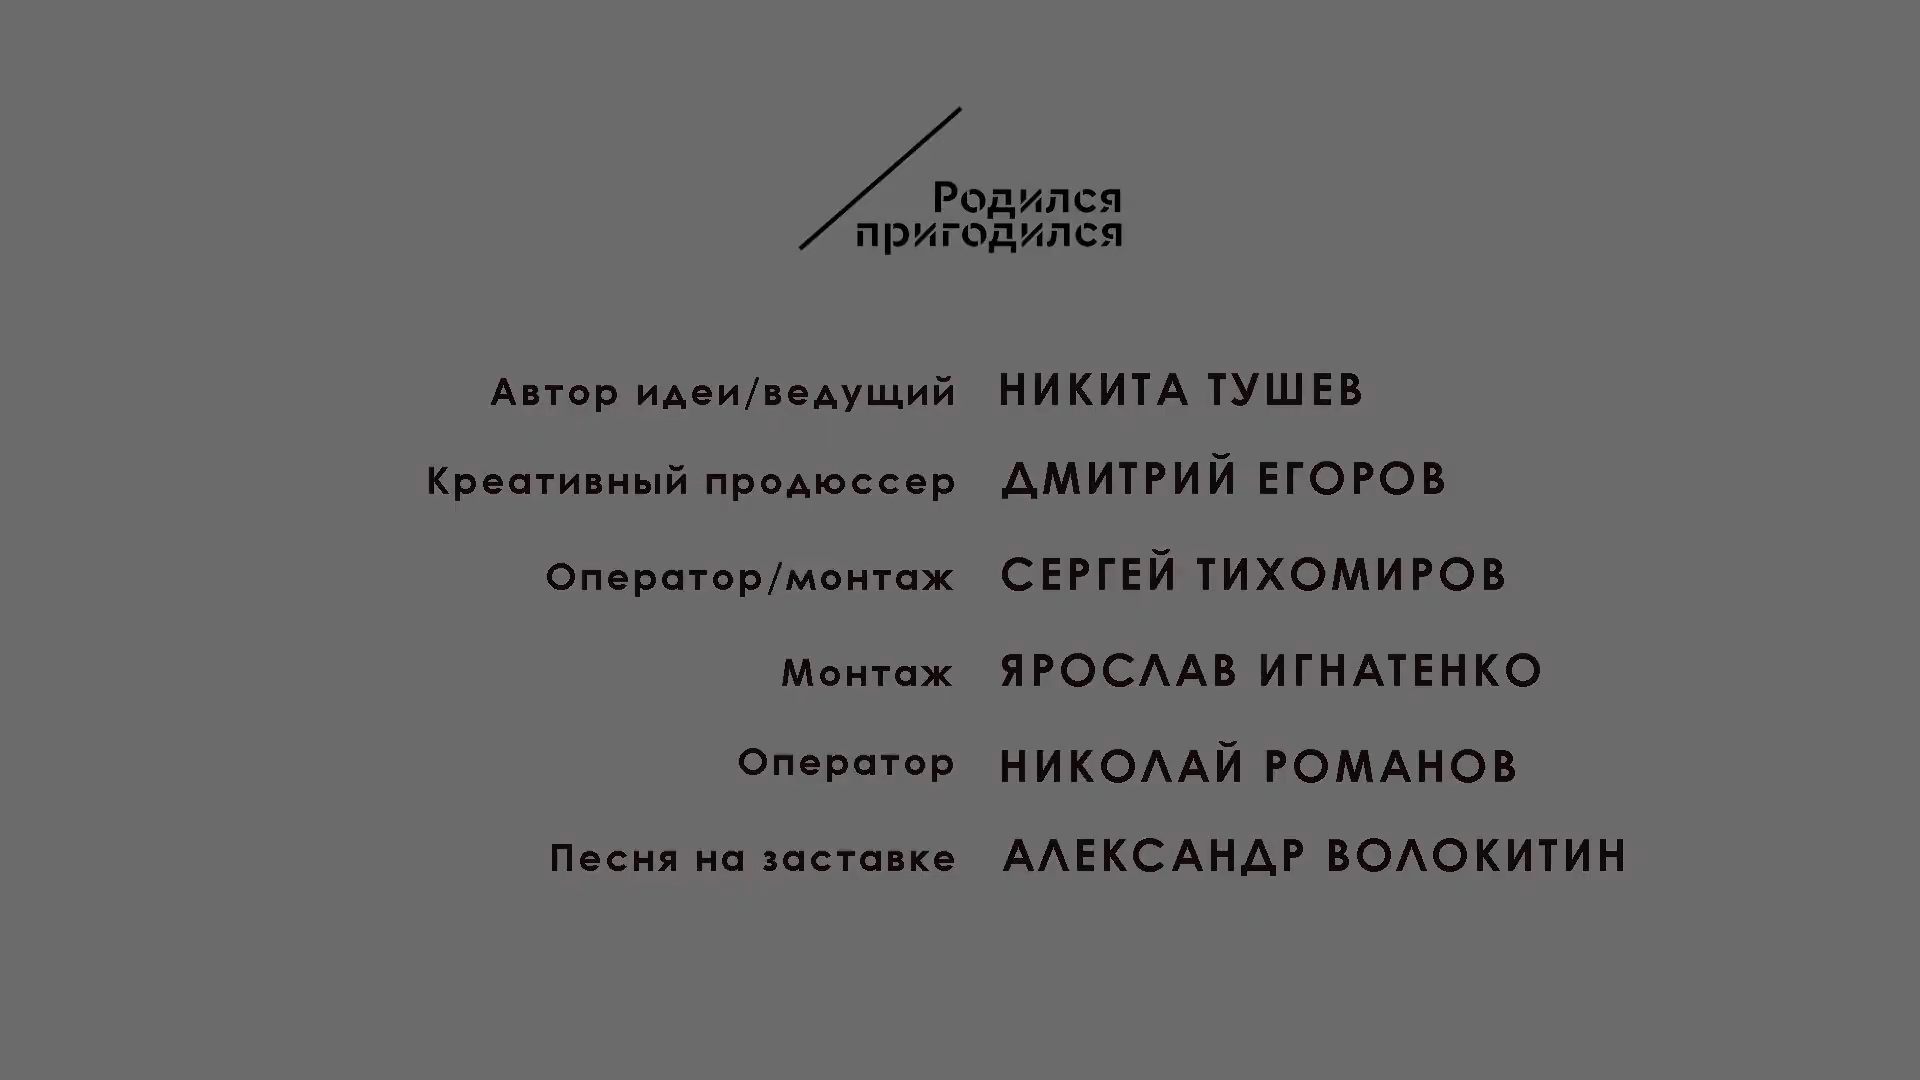 Родился
пригодился
Автор идеи/ведущий НИКИТА ТУШЕВ
Креативный продюссер ДМИТРИЙ ЕГОРОВ
Оператор/монтаж СЕРГЕЙ ТИХОМИРОВ
Монтаж ЯРОСЛАВ ИГНАТЕНКО
Оператор НИКОЛАЙ РОМАНОВ
Песня на заставке АЛЕКСАНДР ВОЛОКИТИН